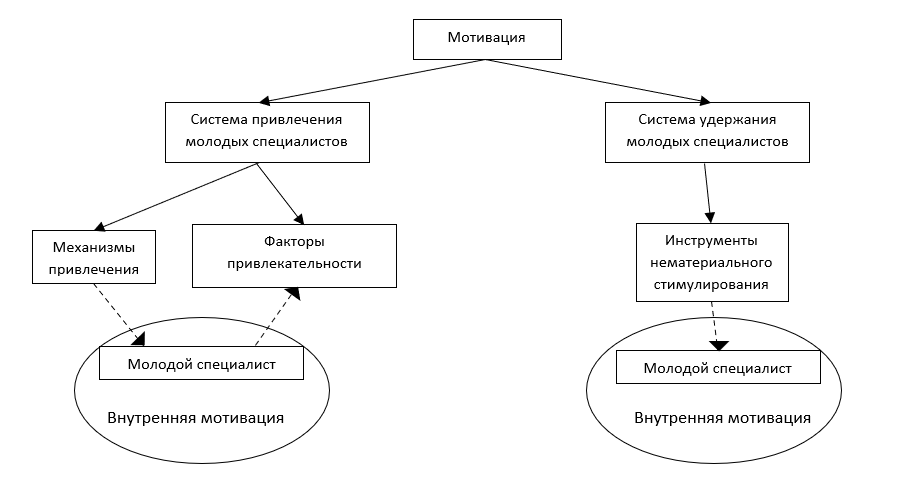 Мотивация
Система привлечения
молодых специалистов
Система удержания
молодых специалистов
Механизмы
привлечения
Факторы
привлекательности
Инструменты
нематериального
стимулирования
Молодой специалист
Внутренняя мотивация
Молодой специалист
Внутренняя мотивация